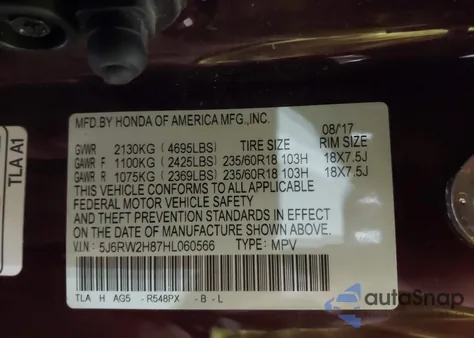 MFD.BY HONDA OF AMERICA MFG.,INC.
08/'17
GVWR 2130KG (4695LBS) TIRE SIZE RIM SIZE
GAWR F 1100KG (2425LBS) 235/60R18 103H 18X7.5J
GAWR R 1075KG (2369LBS) 235/60R18 103H 18X7.5J
THIS VEHICLE CONFORMS TO ALL APPLICABLE
FEDERAL MOTOR VEHICLE SAFETY
AND THEFT PREVENTION STANDARDS IN EFFECT
ON THE DATE OF MANUFACTURE SHOWN ABOVE.
V.I.N : 5J6RW2H87HL060566 TYPE: MPV
TLA H AG5 - R548PX - B - L
TLA A1
autoSnap